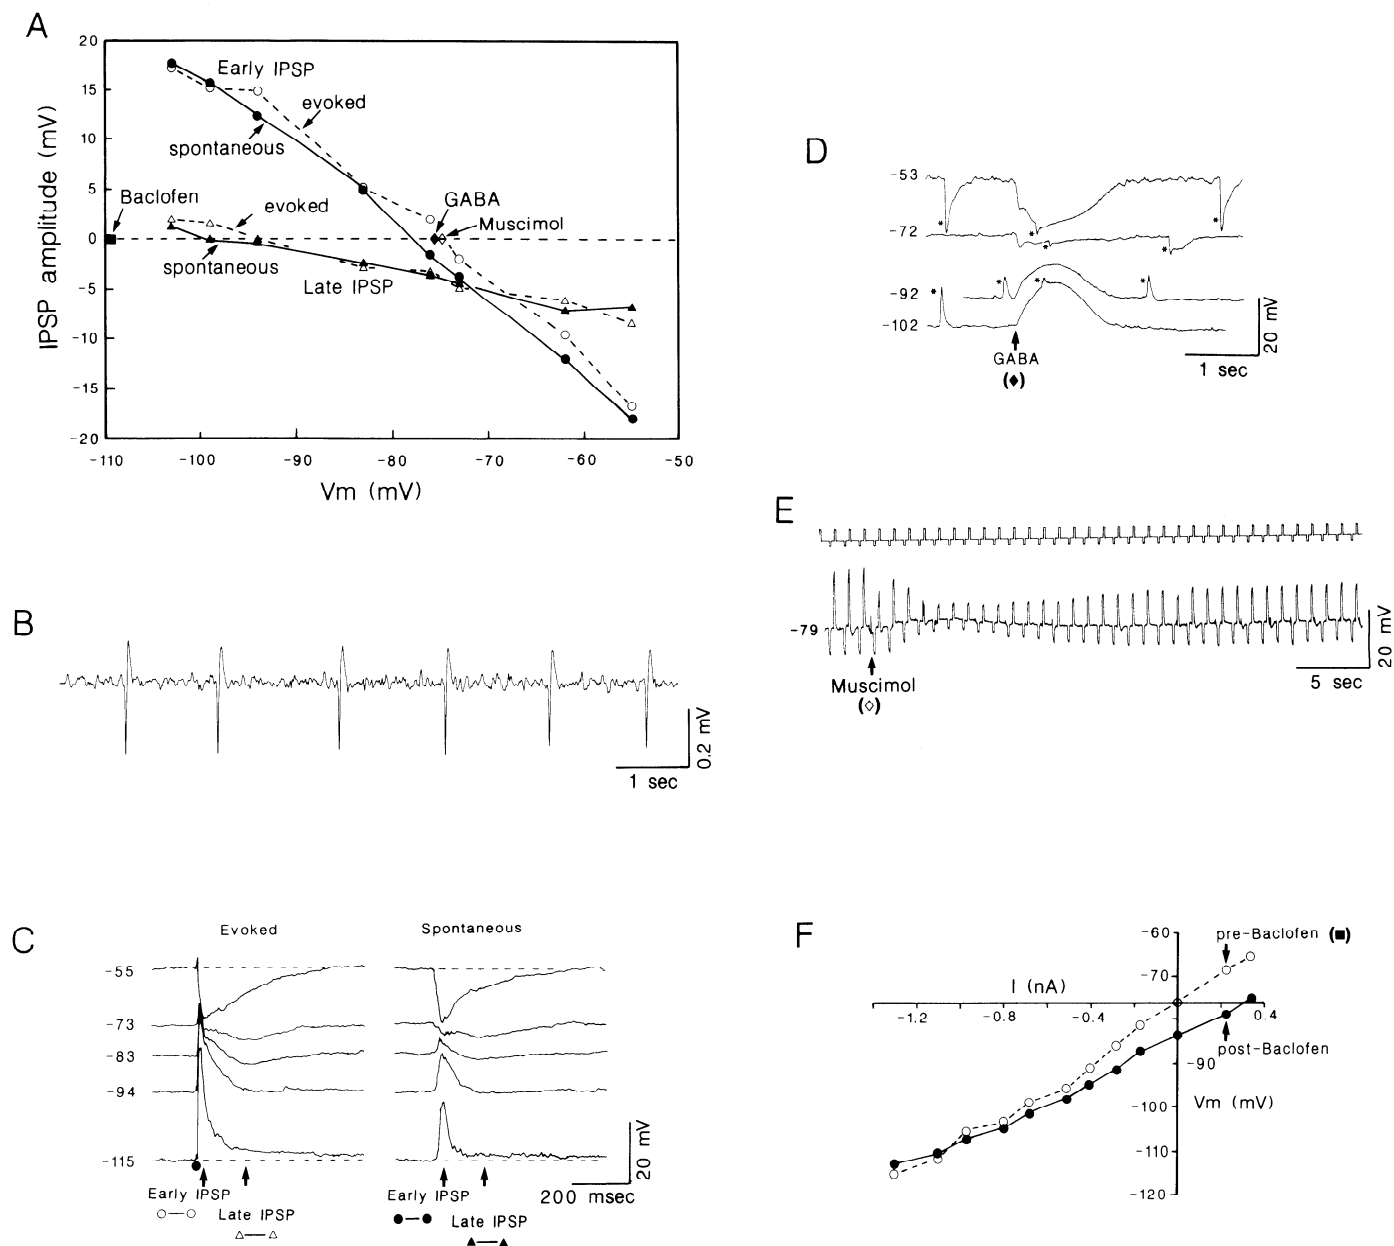 A
20
15
10
5
0
-5
-10
-15
-20
IPSP amplitude (mV)
Early IPSP
evoked
spontaneous
Baclofen
evoked
spontaneous
Late IPSP
GABA
Muscimol
-110 -100 -90 -80 -70 -60 -50
Vm (mV)
B
0.2 mV
1 sec
C
Evoked
Spontaneous
-55
-73
-83
-94
-115
Early IPSP
Late IPSP
Early IPSP
Late IPSP
20 mV
200 msec
D
-53
-72
-92
-102
* * *
* * *
* * * *
*
GABA
(◆)
20 mV
1 sec
E
-79
Muscimol
(◇)
20 mV
5 sec
F
-60
-70
-90
-100
-110
-120
pre-Baclofen (■)
I (nA)
-1.2 -0.8 -0.4 0.4
post-Baclofen
Vm (mV)